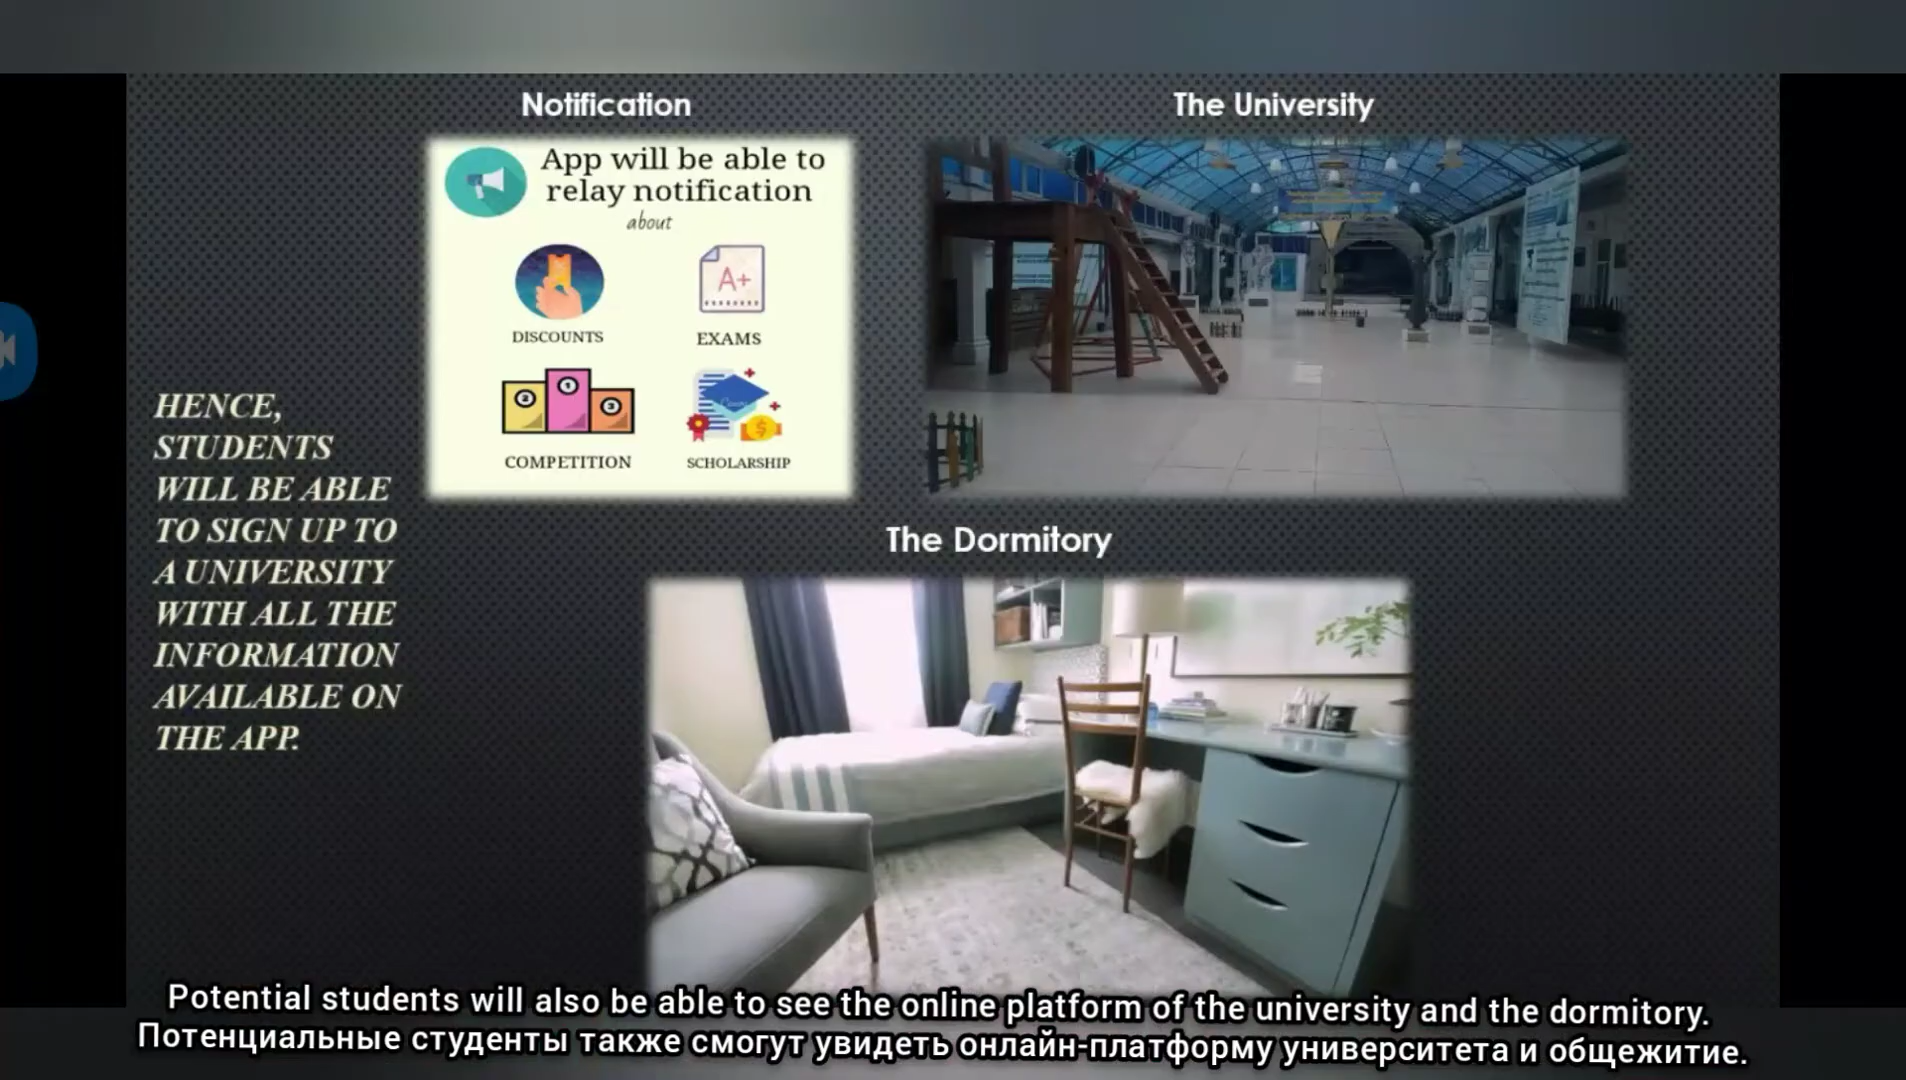 Notification
The University
App will be able to
relay notification
about
DISCOUNTS
A+
EXAMS
2
1
3
COMPETITION
$
SCHOLARSHIP
HENCE,
STUDENTS
WILL BE ABLE
TO SIGN UP TO
A UNIVERSITY
WITH ALL THE
INFORMATION
AVAILABLE ON
THE APP.
The Dormitory
Potential students will also be able to see the online platform of the university and the dormitory.
Потенциальные студенты также смогут увидеть онлайн-платформу университета и общежитие.